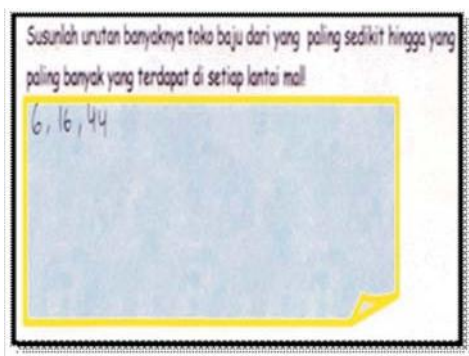 Susunlah urutan banyaknya toko baju dari yang paling sedikit hingga yang
paling banyak yang terdapat di setiap lantai mall!
6, 16, 44